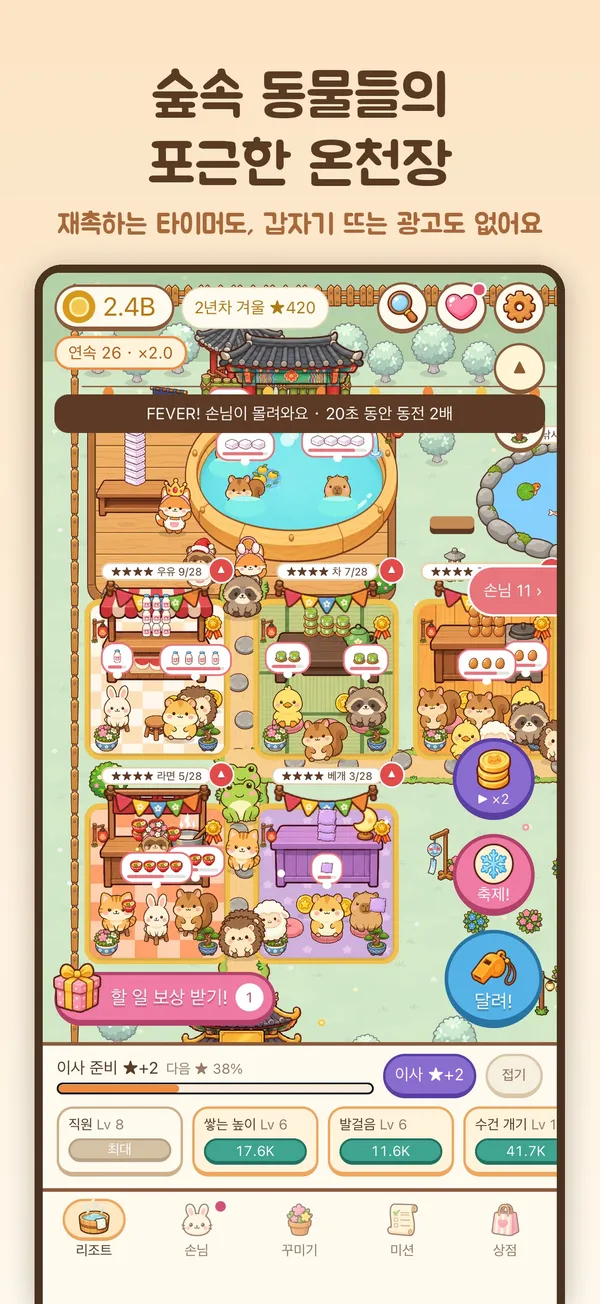 숲속 동물들의
포근한 온천장
재촉하는 타이머도, 갑자기 뜨는 광고도 없어요
2.4B
2년차 겨울 ★420
연속 26 · ×2.0
▲
FEVER! 손님이 몰려와요 · 20초 동안 동전 2배
★★★★ 우유 9/28 ▲
★★★★ 차 7/28 ▲
★★★★
손님 11 ›
★★★★ 라면 5/28 ▲
★★★★ 베개 3/28 ▲
▶ ×2
축제!
달려!
할 일 보상 받기! 1
이사 준비 ★+2 다음 ★ 38%
이사 ★+2
접기
직원 Lv 8
최대
쌓는 높이 Lv 6
17.6K
발걸음 Lv 6
11.6K
수건 개기 Lv 1
41.7K
리조트
손님
꾸미기
미션
상점